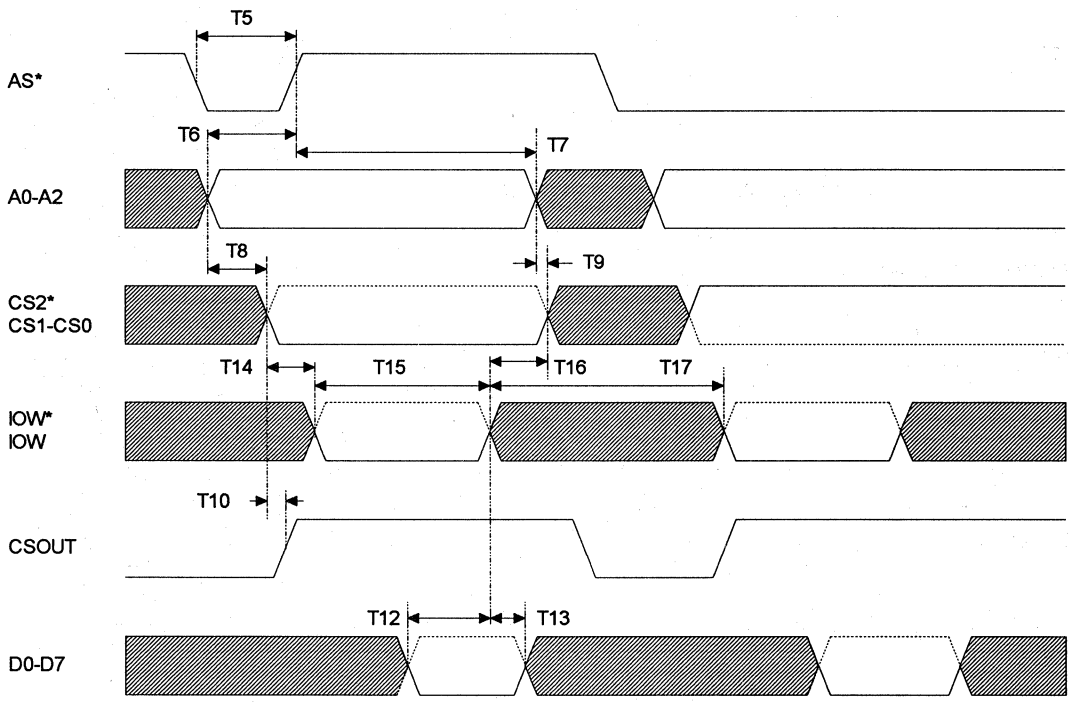 T5
AS*
T6
T7
A0-A2
T8
T9
CS2*
CS1-CS0
T14
T15
T16
T17
IOW*
IOW
T10
CSOUT
T12
T13
D0-D7